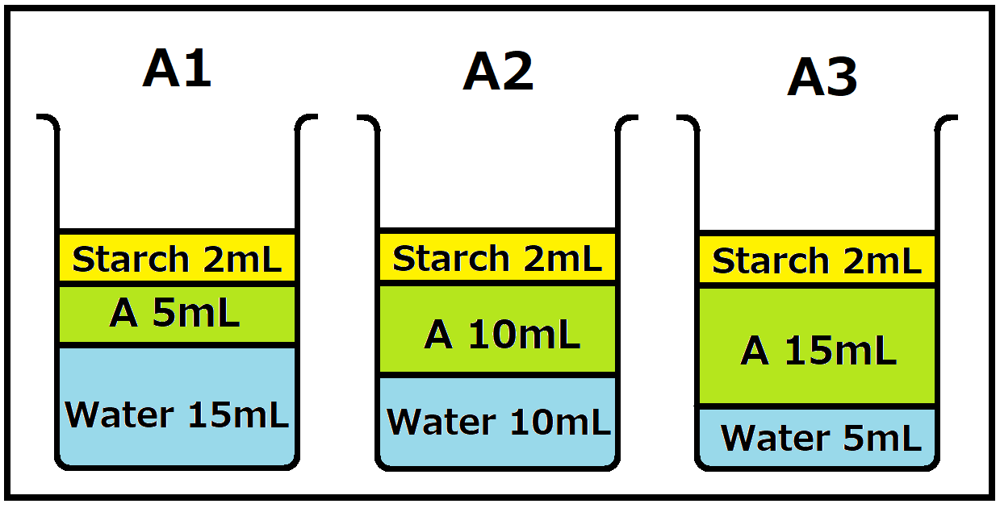 A1
Starch 2mL
A 5mL
Water 15mL
A2
Starch 2mL
A 10mL
Water 10mL
A3
Starch 2mL
A 15mL
Water 5mL